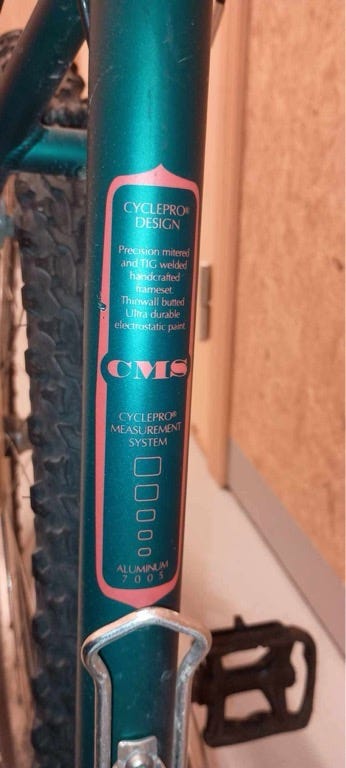 CYCLEPRO®
DESIGN
Precision mitered
and TIG welded
handcrafted
frameset.
Thinwall butted
Ultra durable
electrostatic paint.
CMS
CYCLEPRO®
MEASUREMENT
SYSTEM
ALUMINUM
7005